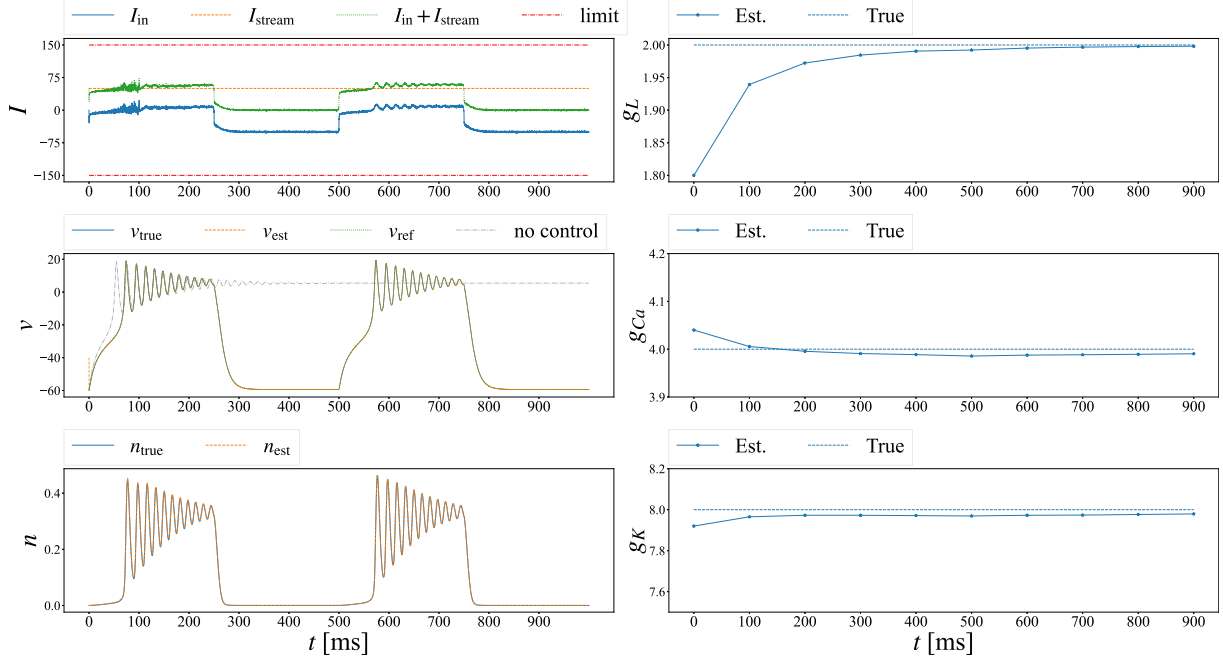 I_in I_stream I_in + I_stream limit
150
75
0
−75
−150
I
0 100 200 300 400 500 600 700 800 900
Est. True
2.00
1.95
1.90
1.85
1.80
g_L
0 100 200 300 400 500 600 700 800 900
v_true v_est v_ref no control
20
0
−20
−40
−60
v
0 100 200 300 400 500 600 700 800 900
Est. True
4.2
4.1
4.0
3.9
g_Ca
0 100 200 300 400 500 600 700 800 900
n_true n_est
0.4
0.2
0.0
n
0 100 200 300 400 500 600 700 800 900
t [ms]
Est. True
8.2
8.0
7.8
7.6
g_K
0 100 200 300 400 500 600 700 800 900
t [ms]